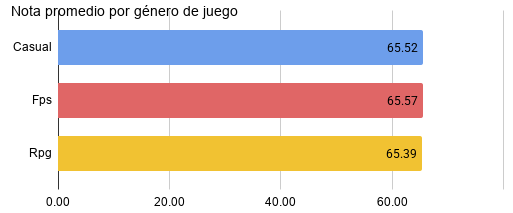 Nota promedio por género de juego
Casual 65.52
Fps 65.57
Rpg 65.39
0.00 20.00 40.00 60.00